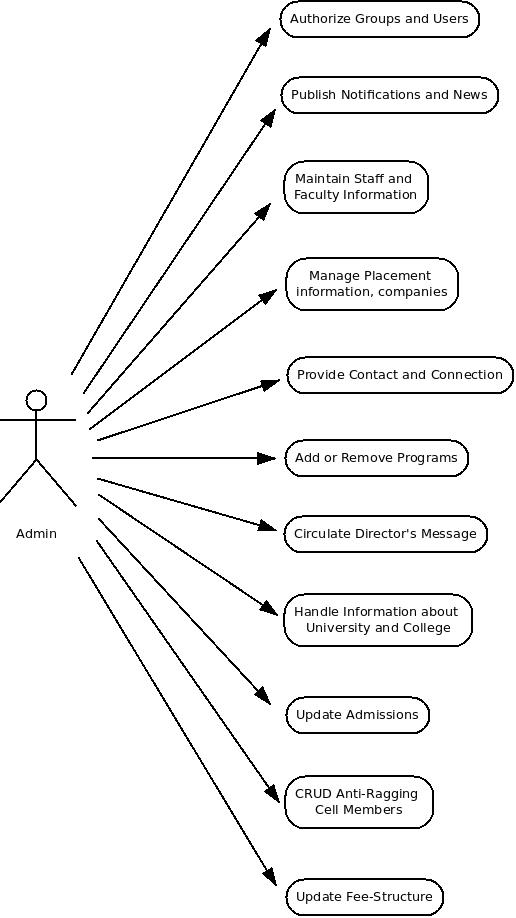 Authorize Groups and Users
Publish Notifications and News
Maintain Staff and
Faculty Information
Manage Placement
information, companies
Provide Contact and Connection
Add or Remove Programs
Admin
Circulate Director's Message
Handle Information about
University and College
Update Admissions
CRUD Anti-Ragging
Cell Members
Update Fee-Structure